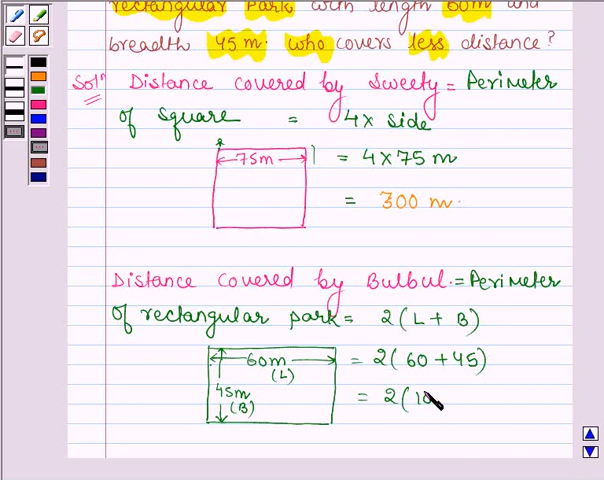 rectangular Park with length 60m and
breadth 45 m. who covers less distance?
Soln Distance covered by Sweety = Perimeter
of Square = 4 x Side
75m = 4 x 75 m
= 300 m.
Distance covered by Bulbul. = Perimeter
of rectangular park = 2 ( L + B )
60m = 2 ( 60 + 45 )
(L)
45m = 2 ( 10
(B)